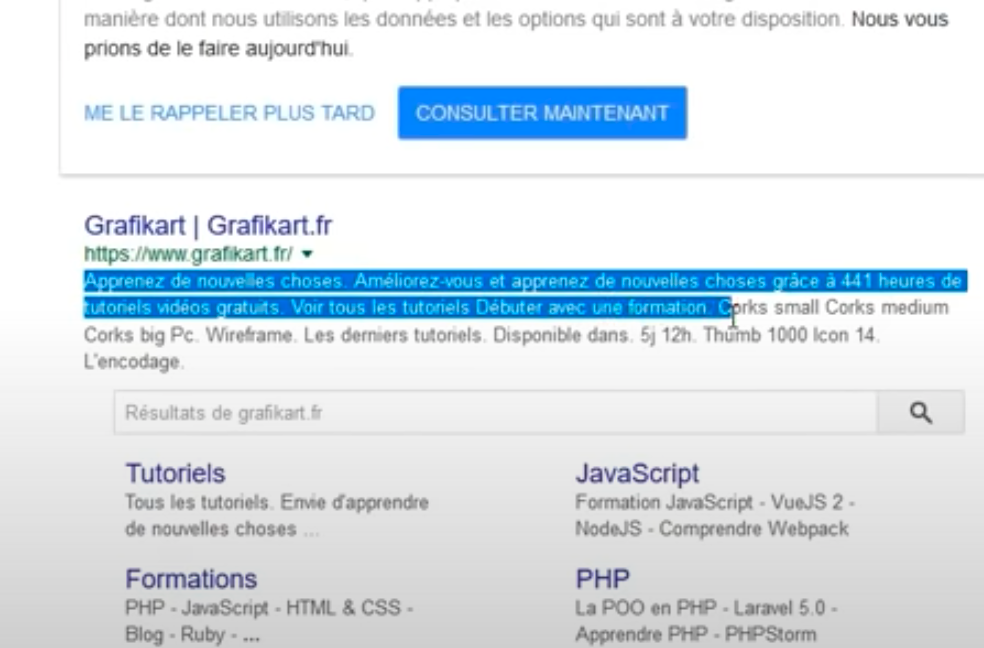 manière dont nous utilisons les données et les options qui sont à votre disposition. Nous vous
prions de le faire aujourd'hui.
ME LE RAPPELER PLUS TARD
CONSULTER MAINTENANT
Grafikart | Grafikart.fr
https://www.grafikart.fr/
Apprenez de nouvelles choses. Améliorez-vous et apprenez de nouvelles choses grâce à 441 heures de
tutoriels vidéos gratuits. Voir tous les tutoriels Débuter avec une formation. Corks small Corks medium
Corks big Pc. Wireframe. Les derniers tutoriels. Disponible dans. 5j 12h. Thumb 1000 Icon 14.
L'encodage.
Résultats de grafikart.fr
Tutoriels
Tous les tutoriels. Envie d'apprendre
de nouvelles choses ...
JavaScript
Formation JavaScript - VueJS 2 -
NodeJS - Comprendre Webpack
Formations
PHP - JavaScript - HTML & CSS -
Blog - Ruby - ...
PHP
La POO en PHP - Laravel 5.0 -
Apprendre PHP - PHPStorm